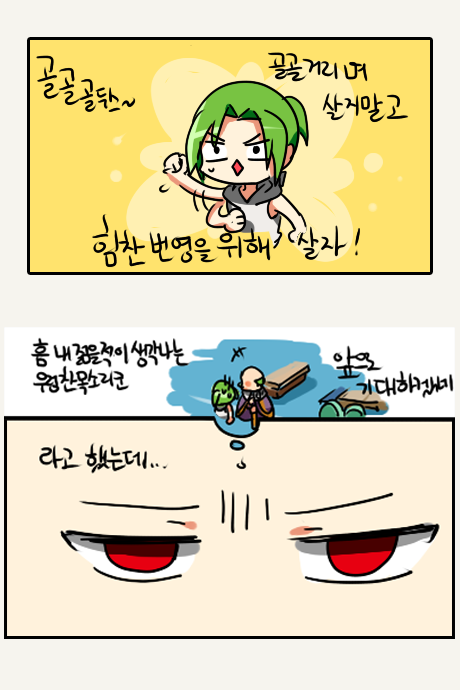 골골골두스~
골골거리며
살지말고
힘찬 번영을 위해 살자!
흠 내 젊을적이 생각나는
우렁찬목소리군
앞으로
기대하겠네
라고 했는데...